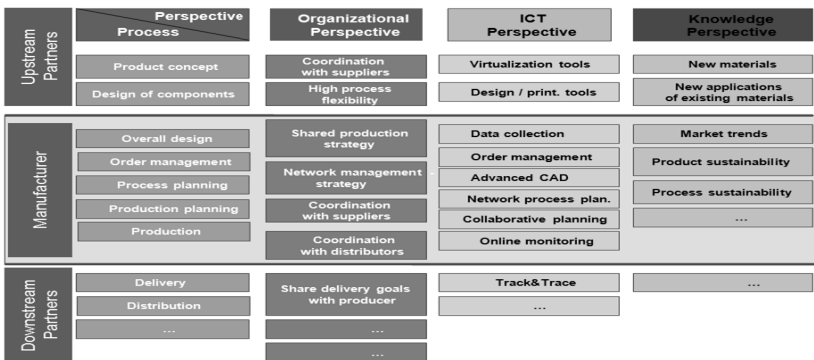 Perspective
Process
Organizational
Perspective
ICT
Perspective
Knowledge
Perspective
Upstream
Partners
Product concept
Design of components
Coordination
with suppliers
High process
flexibility
Virtualization tools
Design / print. tools
New materials
New applications
of existing materials
Manufacturer
Overall design
Order management
Process planning
Production planning
Production
Shared production
strategy
Network management
strategy
Coordination
with suppliers
Coordination
with distributors
Data collection
Order management
Advanced CAD
Network process plan.
Collaborative planning
Online monitoring
Market trends
Product sustainability
Process sustainability
...
Downstream
Partners
Delivery
Distribution
...
Share delivery goals
with producer
...
...
Track&Trace
...
...